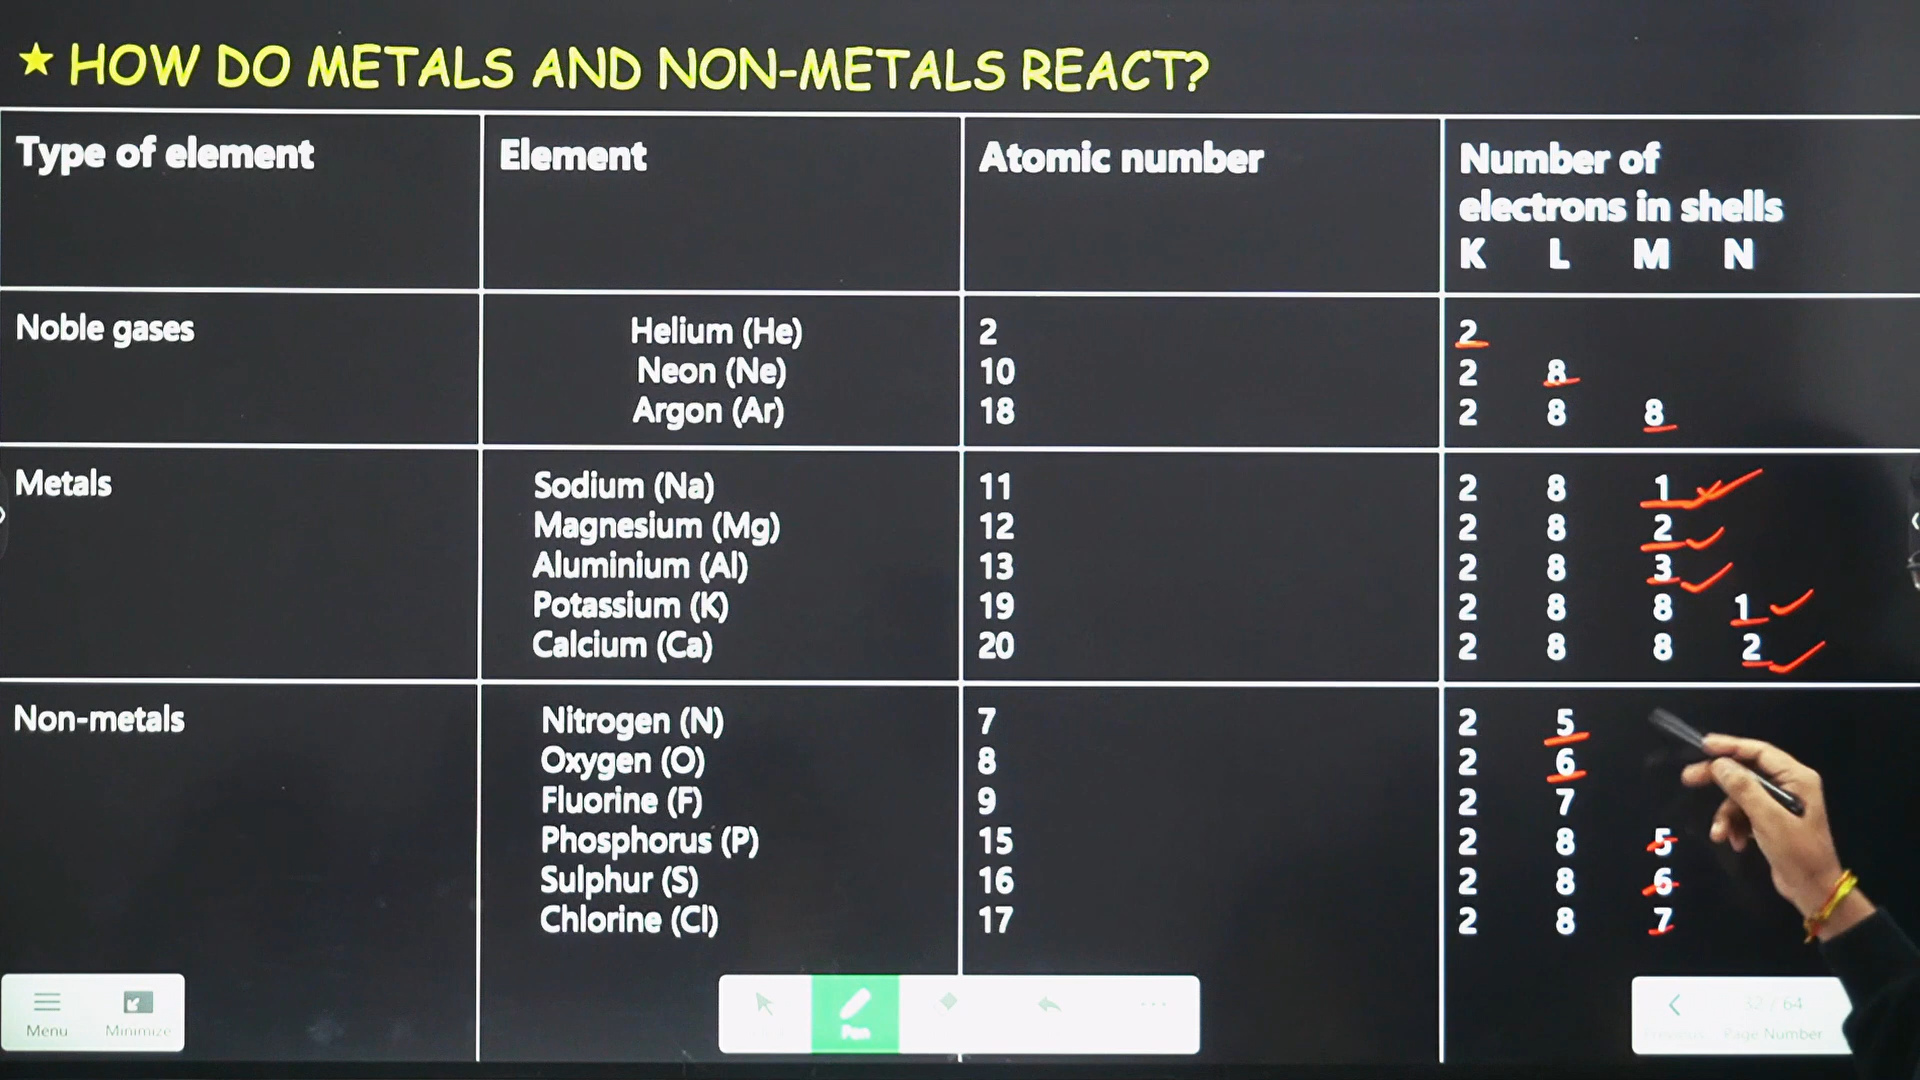 ★ HOW DO METALS AND NON-METALS REACT?
Type of element Element Atomic number Number of
electrons in shells
K L M N
Noble gases Helium (He) 2 2
Neon (Ne) 10 2 8
Argon (Ar) 18 2 8 8
Metals Sodium (Na) 11 2 8 1
Magnesium (Mg) 12 2 8 2
Aluminium (Al) 13 2 8 3
Potassium (K) 19 2 8 8 1
Calcium (Ca) 20 2 8 8 2
Non-metals Nitrogen (N) 7 2 5
Oxygen (O) 8 2 6
Fluorine (F) 9 2 7
Phosphorus (P) 15 2 8 5
Sulphur (S) 16 2 8 6
Chlorine (Cl) 17 2 8 7
32 / 64
Menu Minimize Pen Page Number